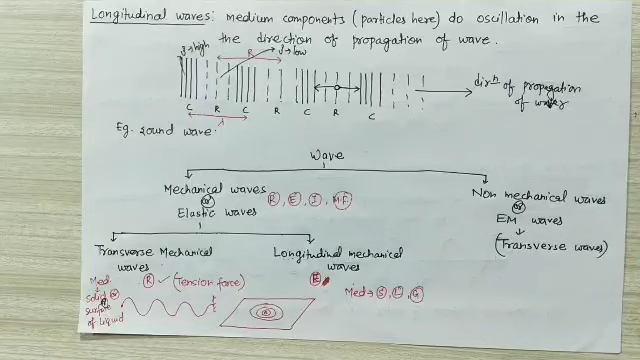 Longitudinal waves: medium components (particles here) do oscillation in the
the direction of propagation of wave.
ρ→high R ρ→low
C R C R C R C
λ
dirⁿ of propagation
of wave
Eg. sound wave.
Wave
Mechanical waves
or
Elastic waves
R, E, I, M.F.
Non mechanical waves
or
EM waves
(Transverse waves)
Transverse Mechanical
waves
Longitudinal mechanical
waves
R ✓ (Tension force)
E
Med
solid or
surface
of liquid
Med → S, L, G